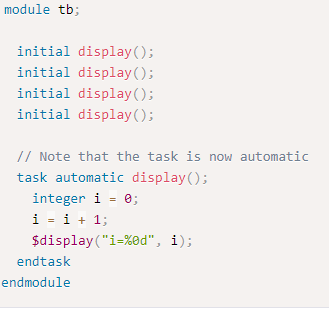 module tb;
initial display();
initial display();
initial display();
initial display();
// Note that the task is now automatic
task automatic display();
integer i = 0;
i = i + 1;
$display("i=%0d", i);
endtask
endmodule